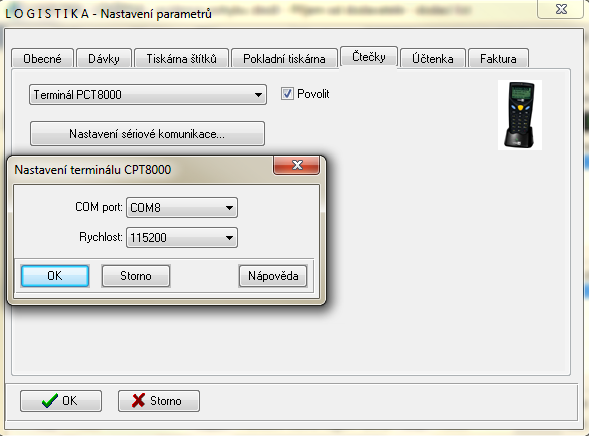 L O G I S T I K A - Nastavení parametrů
Obecné Dávky Tiskárna štítků Pokladní tiskárna Čtečky Účtenka Faktura
Terminál PCT8000 Povolit
Nastavení sériové komunikace...
Nastavení terminálu CPT8000
COM port: COM8
Rychlost: 115200
OK Storno Nápověda
OK Storno